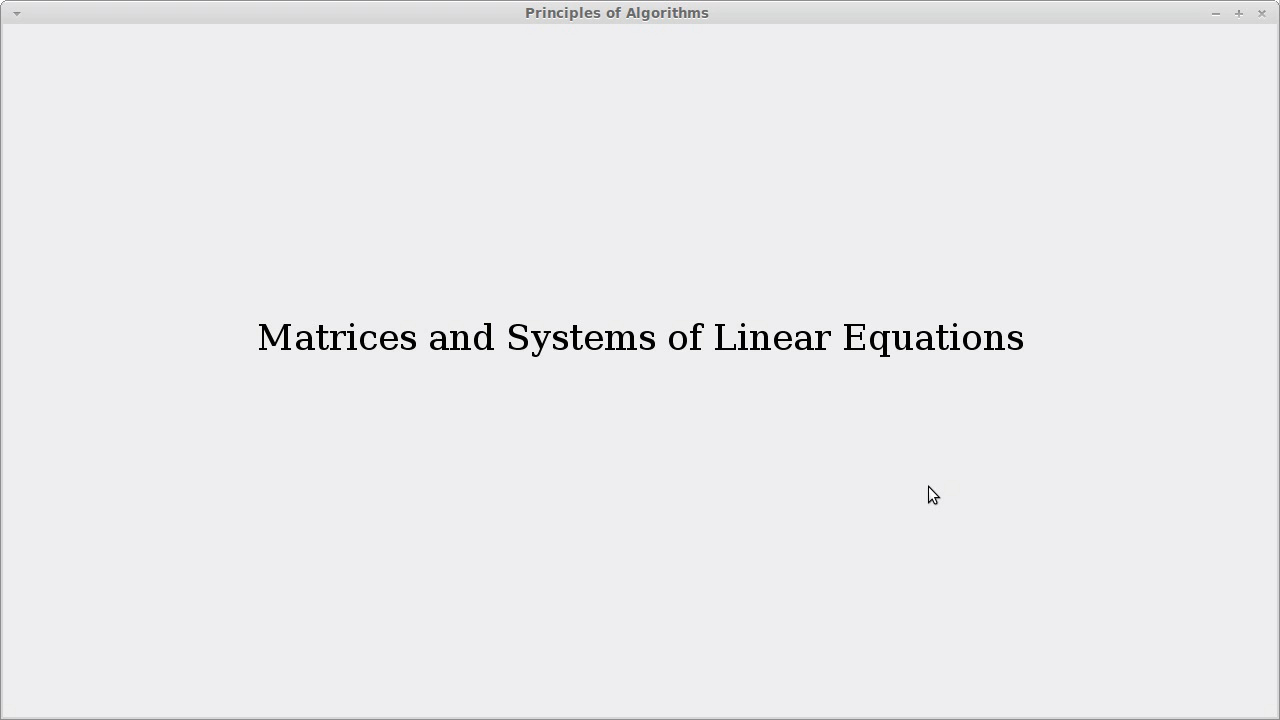 Principles of Algorithms
Matrices and Systems of Linear Equations